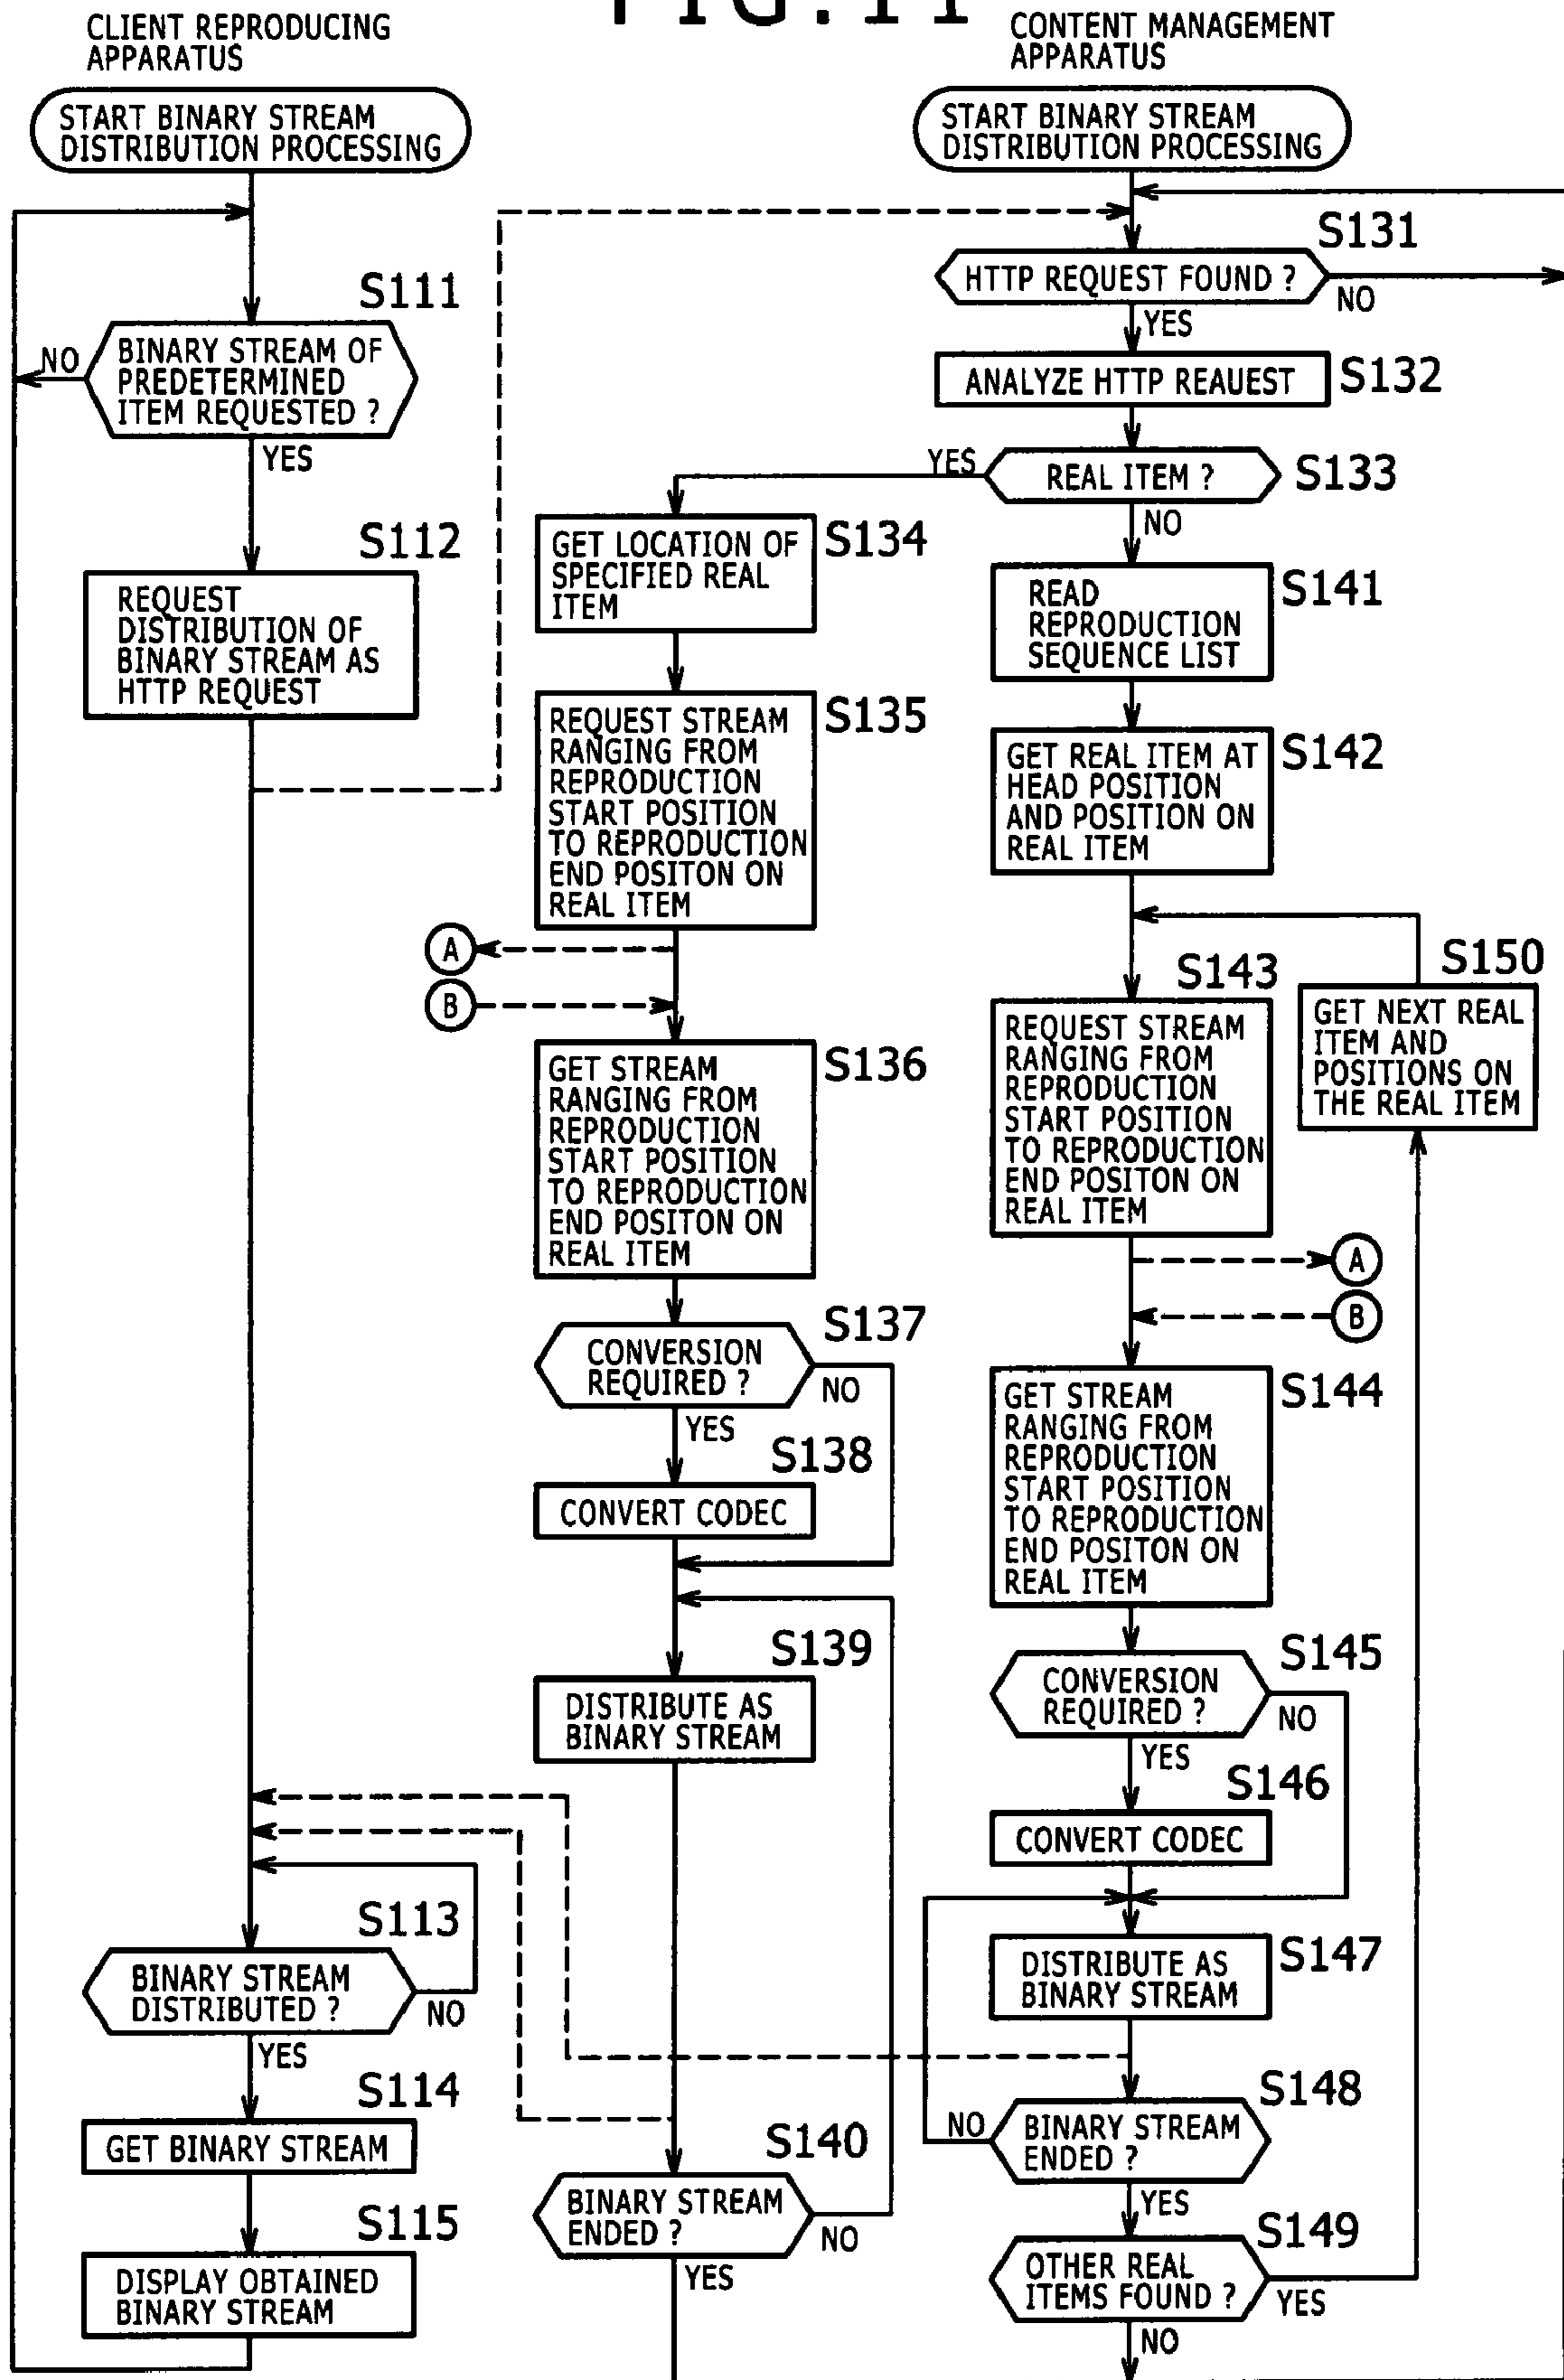 FIG.11
CLIENT REPRODUCING
APPARATUS
START BINARY STREAM
DISTRIBUTION PROCESSING
S111
BINARY STREAM OF
PREDETERMINED
ITEM REQUESTED ?
NO
YES
S112
REQUEST
DISTRIBUTION OF
BINARY STREAM AS
HTTP REQUEST
S113
BINARY STREAM
DISTRIBUTED ?
NO
YES
S114
GET BINARY STREAM
S115
DISPLAY OBTAINED
BINARY STREAM
CONTENT MANAGEMENT
APPARATUS
START BINARY STREAM
DISTRIBUTION PROCESSING
S131
HTTP REQUEST FOUND ?
NO
YES
ANALYZE HTTP REAUEST
S132
YES
REAL ITEM ?
S133
NO
S134
GET LOCATION OF
SPECIFIED REAL
ITEM
S135
REQUEST STREAM
RANGING FROM
REPRODUCTION
START POSITION
TO REPRODUCTION
END POSITON ON
REAL ITEM
A
B
S136
GET STREAM
RANGING FROM
REPRODUCTION
START POSITION
TO REPRODUCTION
END POSITON ON
REAL ITEM
S137
CONVERSION
REQUIRED ?
NO
YES
S138
CONVERT CODEC
S139
DISTRIBUTE AS
BINARY STREAM
S140
BINARY STREAM
ENDED ?
NO
YES
S141
READ
REPRODUCTION
SEQUENCE LIST
S142
GET REAL ITEM AT
HEAD POSITION
AND POSITION ON
REAL ITEM
S143
REQUEST STREAM
RANGING FROM
REPRODUCTION
START POSITION
TO REPRODUCTION
END POSITON ON
REAL ITEM
S150
GET NEXT REAL
ITEM AND
POSITIONS ON
THE REAL ITEM
A
B
S144
GET STREAM
RANGING FROM
REPRODUCTION
START POSITION
TO REPRODUCTION
END POSITON ON
REAL ITEM
S145
CONVERSION
REQUIRED ?
NO
YES
S146
CONVERT CODEC
S147
DISTRIBUTE AS
BINARY STREAM
S148
NO
BINARY STREAM
ENDED ?
YES
S149
OTHER REAL
ITEMS FOUND ?
YES
NO